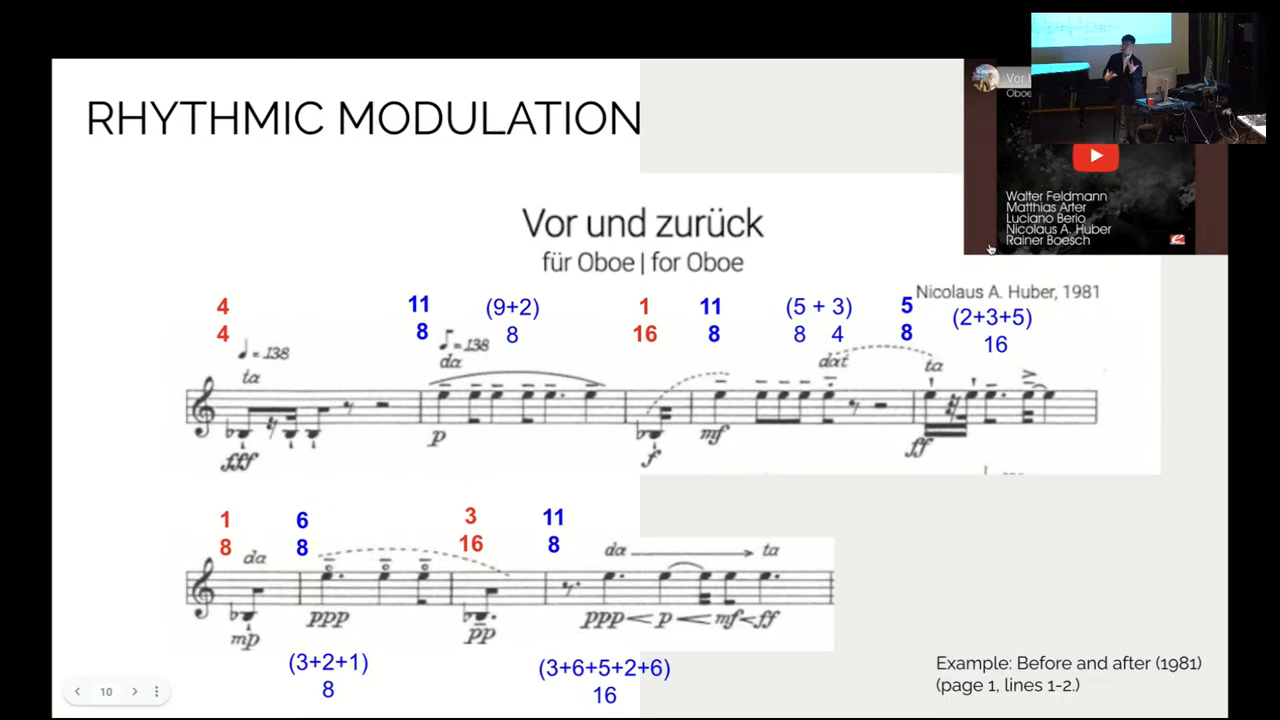 RHYTHMIC MODULATION
Vor
Oboe
Walter Feldmann
Matthias Arter
Luciano Berio
Nicolaus A. Huber
Rainer Boesch
Vor und zurück
für Oboe | for Oboe
Nicolaus A. Huber, 1981
4 11 (9+2) 1 11 (5 + 3) 5 (2+3+5)
4 8 8 16 8 8 4 8 16
= 138 = 138
ta da dat ta
p mf
fff f ff
1 6 3 11
8 8 16 8
da da ta
mp ppp pp ppp < p < mf < ff
(3+2+1) (3+6+5+2+6)
8 16
Example: Before and after (1981)
(page 1, lines 1-2.)
10